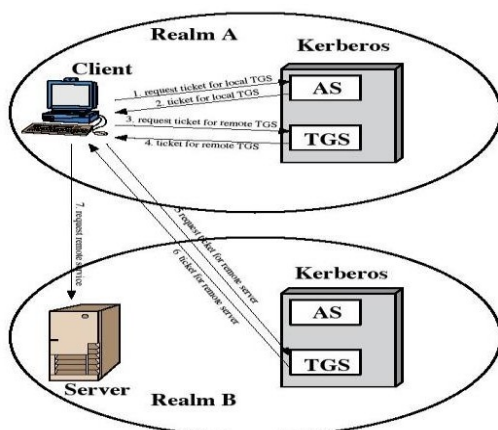 Realm A
Kerberos
Client
AS
1. request ticket for local TGS
2. ticket for local TGS
3. request ticket for remote TGS
TGS
4. ticket for remote TGS
5 request ticket for remote server
6. ticket for remote server
7. request remote service
Kerberos
AS
TGS
Server
Realm B